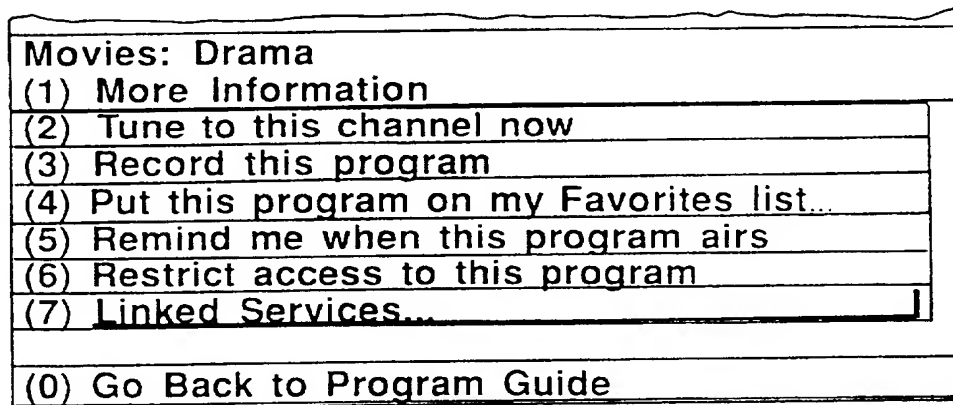 Movies: Drama
(1) More Information
(2) Tune to this channel now
(3) Record this program
(4) Put this program on my Favorites list...
(5) Remind me when this program airs
(6) Restrict access to this program
(7) Linked Services...
(0) Go Back to Program Guide